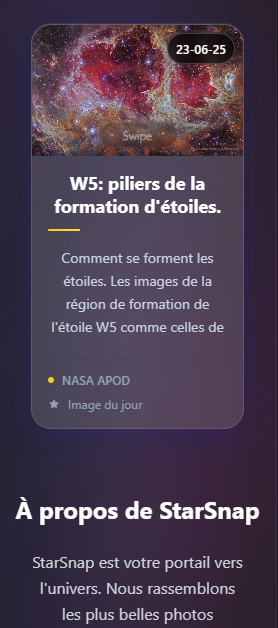 23-06-25
Swipe
W5: piliers de la
formation d'étoiles.
Comment se forment les
étoiles. Les images de la
région de formation de
l'étoile W5 comme celles de
NASA APOD
Image du jour
À propos de StarSnap
StarSnap est votre portail vers
l'univers. Nous rassemblons
les plus belles photos